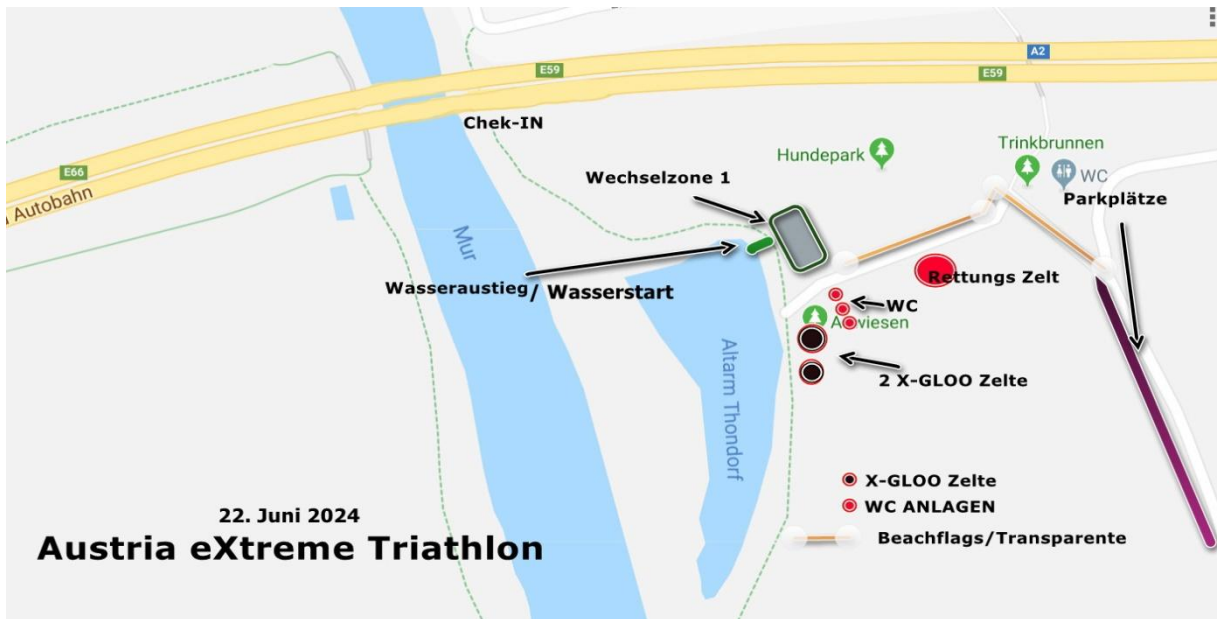 A2
E59
E59
Chek-IN
E66
Autobahn
Trinkbrunnen
Hundepark
WC
Wechselzone 1
Parkplätze
Mur
Rettungs Zelt
Wasseraustieg/ Wasserstart
WC
2 X-GLOO Zelte
Altarm Thondorf
X-GLOO Zelte
WC ANLAGEN
22. Juni 2024
Beachflags/Transparente
Austria eXtreme Triathlon